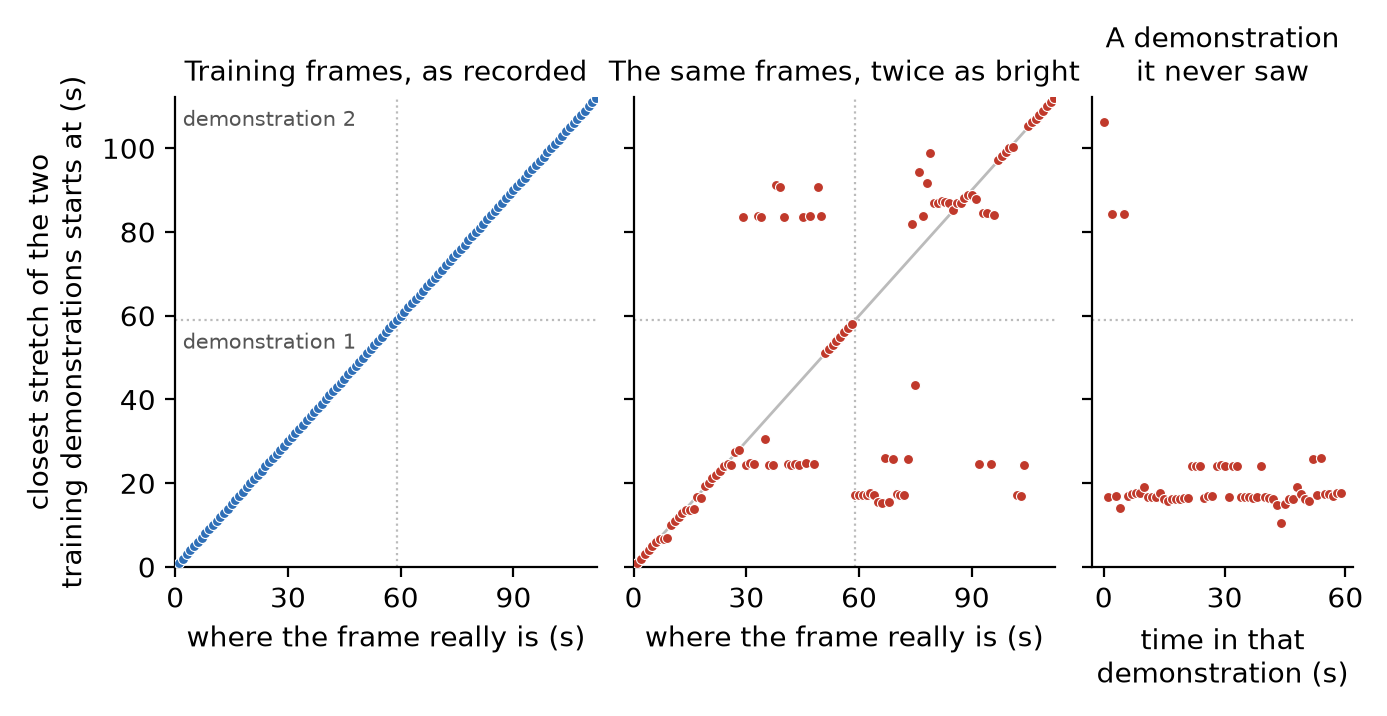 closest stretch of the two
training demonstrations starts at (s)
Training frames, as recorded
demonstration 2
demonstration 1
100
80
60
40
20
0
0 30 60 90
where the frame really is (s)
The same frames, twice as bright
0 30 60 90
where the frame really is (s)
A demonstration
it never saw
0 30 60
time in that
demonstration (s)